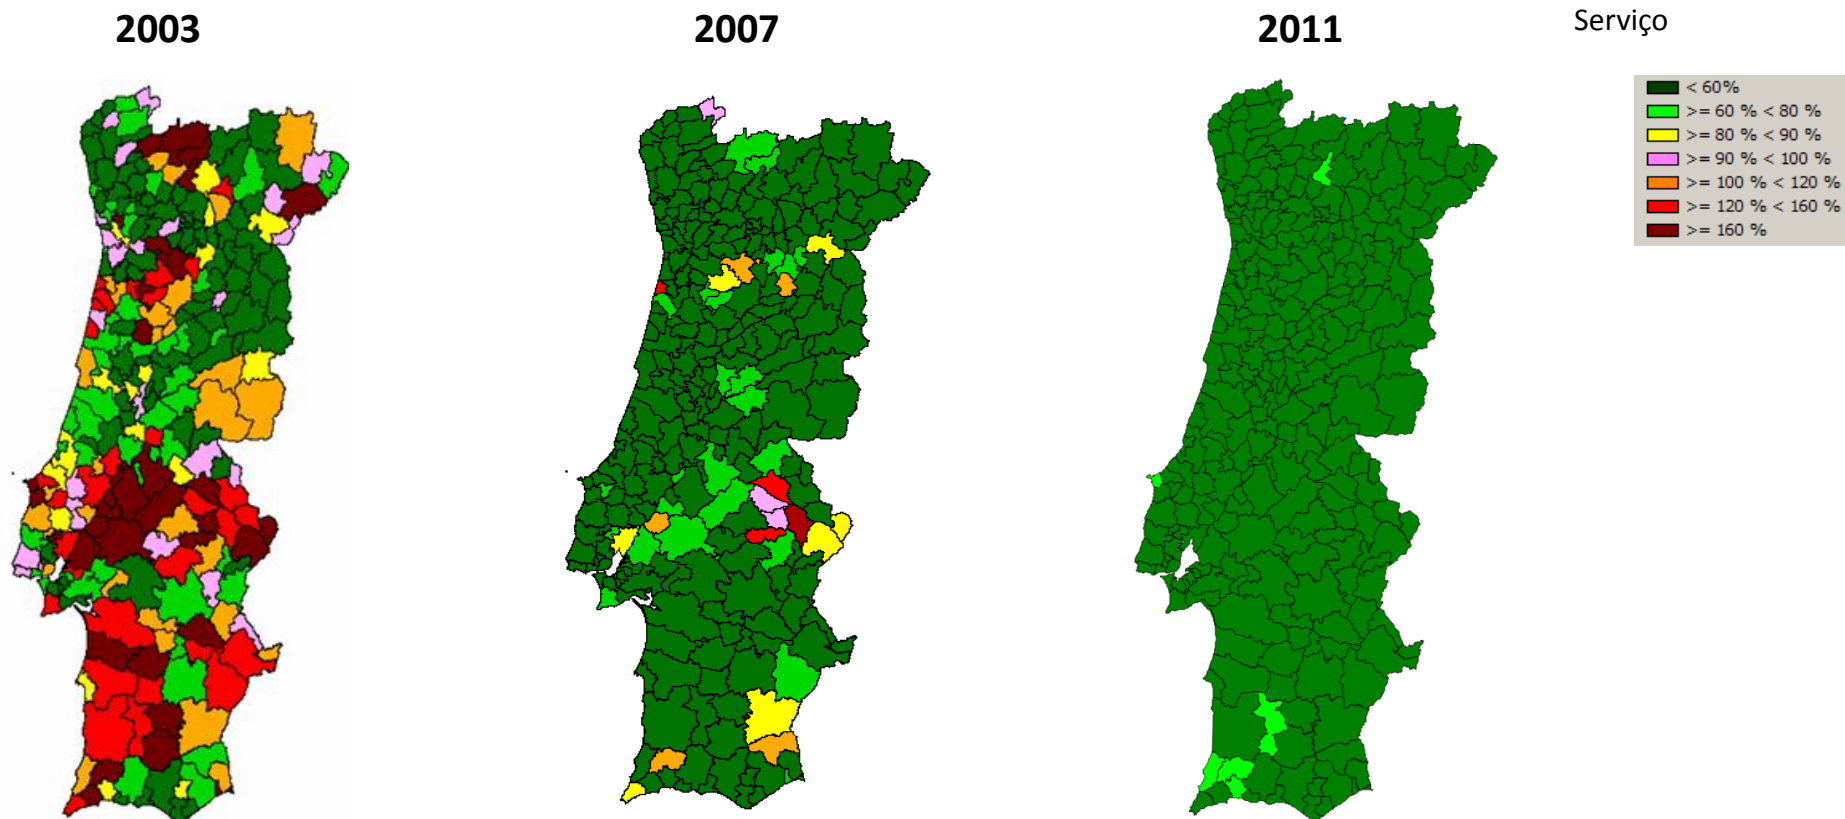 2003
2007
2011
Serviço
< 60%
>= 60 % < 80 %
>= 80 % < 90 %
>= 90 % < 100 %
>= 100 % < 120 %
>= 120 % < 160 %
>= 160 %